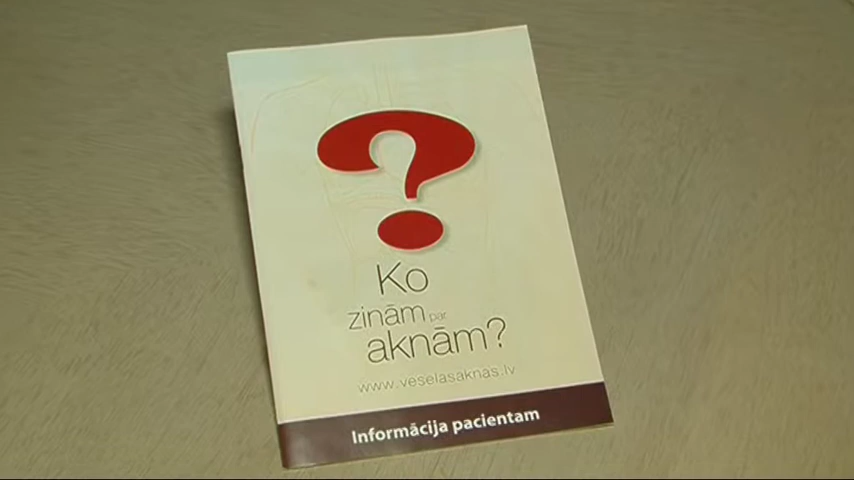 ?
Ko
zinām par
aknām?
www.veselasaknas.lv
Informācija pacientam